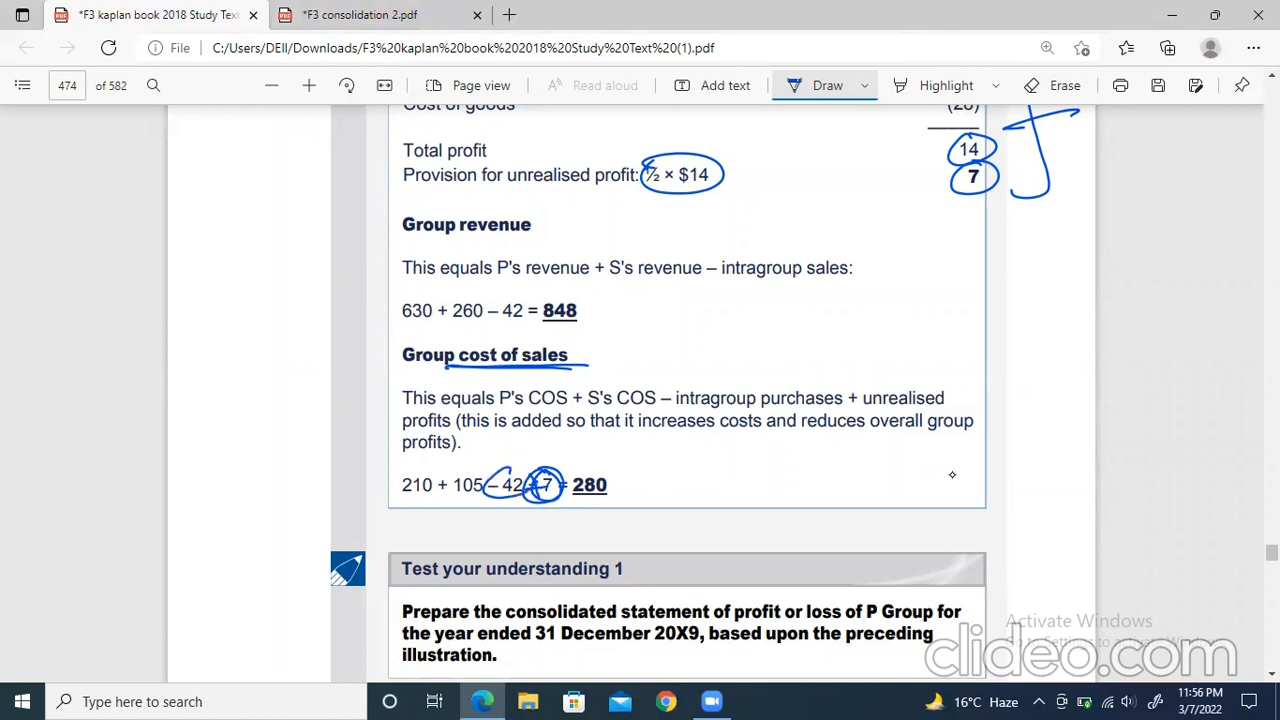 *F3 kaplan book 2018 Study Text
*F3 consolidation 2.pdf
File C:/Users/DEll/Downloads/F3%20kaplan%20book%202018%20Study%20Text%20(1).pdf
474 of 582 Page view Read aloud Add text Draw Highlight Erase
Cost of goods (28)
Total profit 14
Provision for unrealised profit: ½ × $14 7
Group revenue
This equals P's revenue + S's revenue – intragroup sales:
630 + 260 – 42 = 848
Group cost of sales
This equals P's COS + S's COS – intragroup purchases + unrealised
profits (this is added so that it increases costs and reduces overall group
profits).
210 + 105 – 42 + 7 = 280
Test your understanding 1
Prepare the consolidated statement of profit or loss of P Group for
the year ended 31 December 20X9, based upon the preceding
illustration.
Activate Windows
Go to Settings to activate Windows.
clideo.com
Type here to search
16°C Haze
11:56 PM
3/7/2022